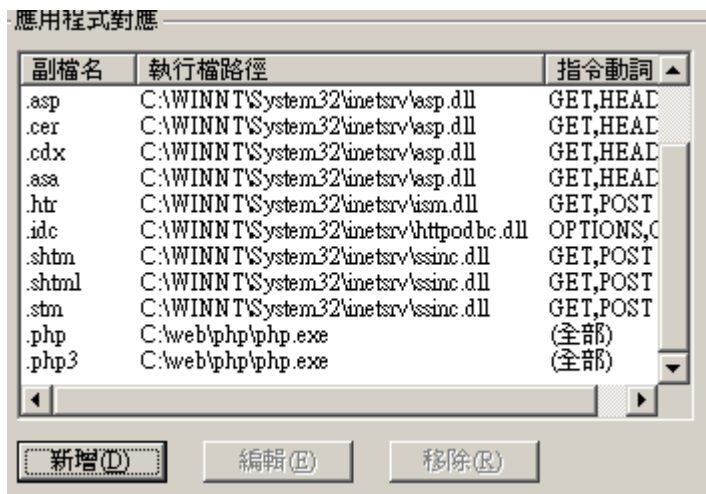 應用程式對應
副檔名 執行檔路徑 指令動詞
.asp C:\WINNT\System32\inetsrv\asp.dll GET,HEAD
.cer C:\WINNT\System32\inetsrv\asp.dll GET,HEAD
.cdx C:\WINNT\System32\inetsrv\asp.dll GET,HEAD
.asa C:\WINNT\System32\inetsrv\asp.dll GET,HEAD
.htr C:\WINNT\System32\inetsrv\ism.dll GET,POST
.idc C:\WINNT\System32\inetsrv\httpodbc.dll OPTIONS,
.shtm C:\WINNT\System32\inetsrv\ssinc.dll GET,POST
.shtml C:\WINNT\System32\inetsrv\ssinc.dll GET,POST
.stm C:\WINNT\System32\inetsrv\ssinc.dll GET,POST
.php C:\web\php\php.exe (全部)
.php3 C:\web\php\php.exe (全部)
新增(D) 編輯(E) 移除(R)